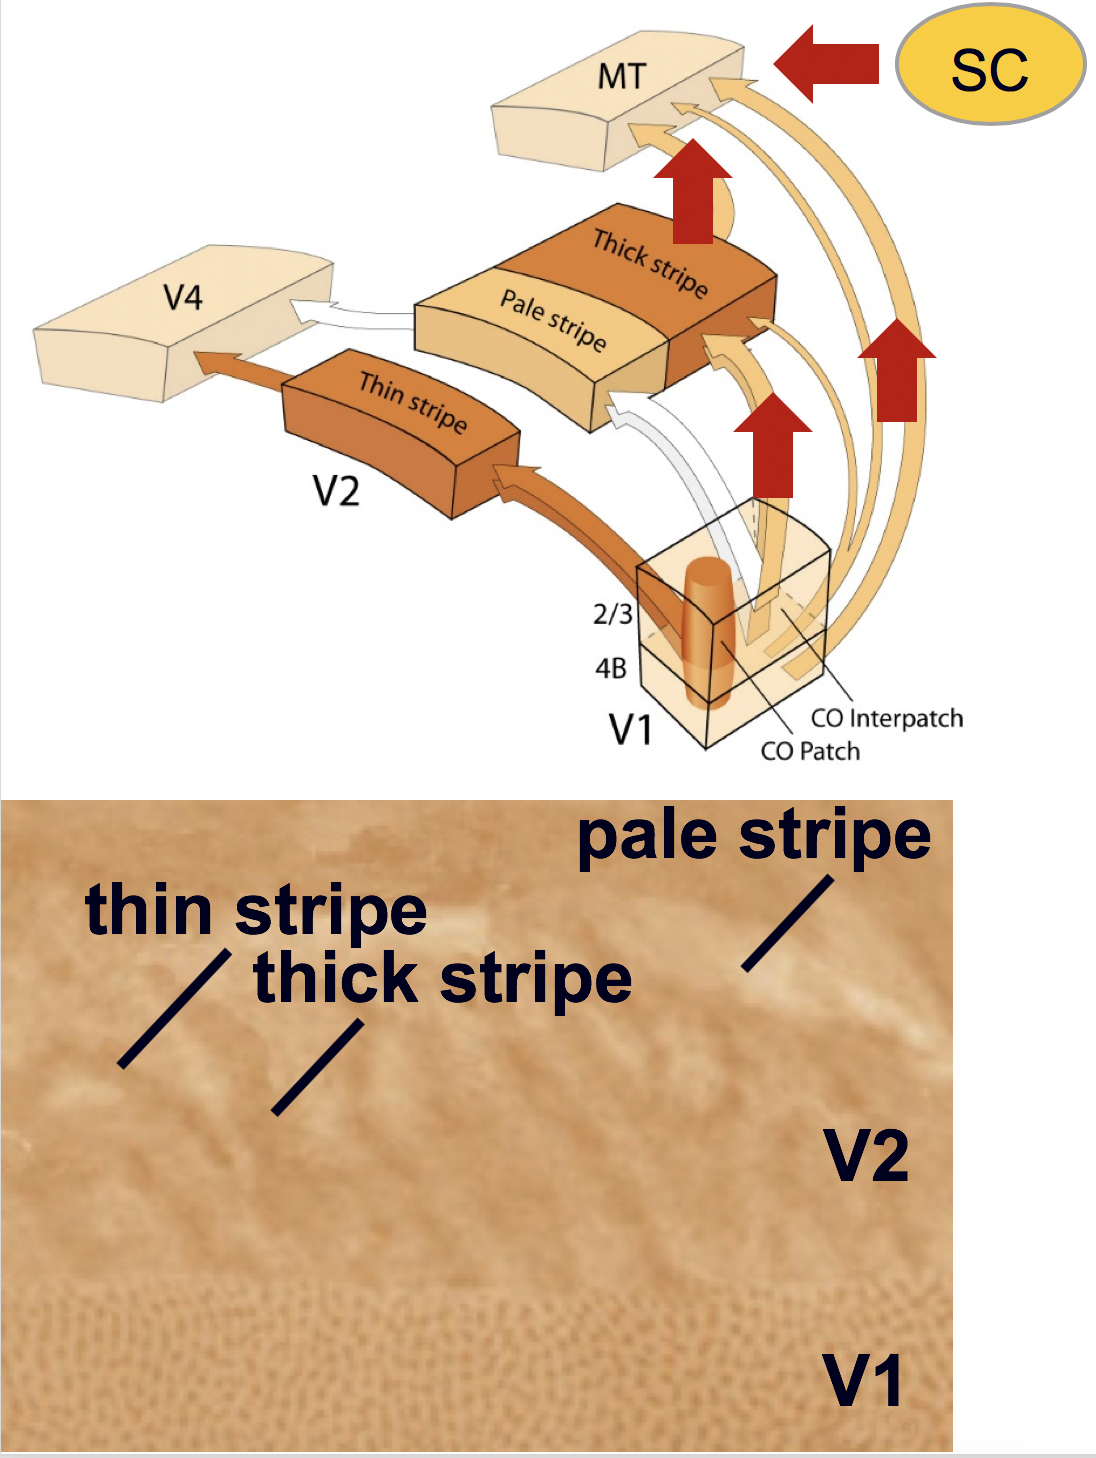 MT
SC
Thick stripe
Pale stripe
V4
Thin stripe
V2
2/3
4B
V1
CO Interpatch
CO Patch
pale stripe
thin stripe
thick stripe
V2
V1